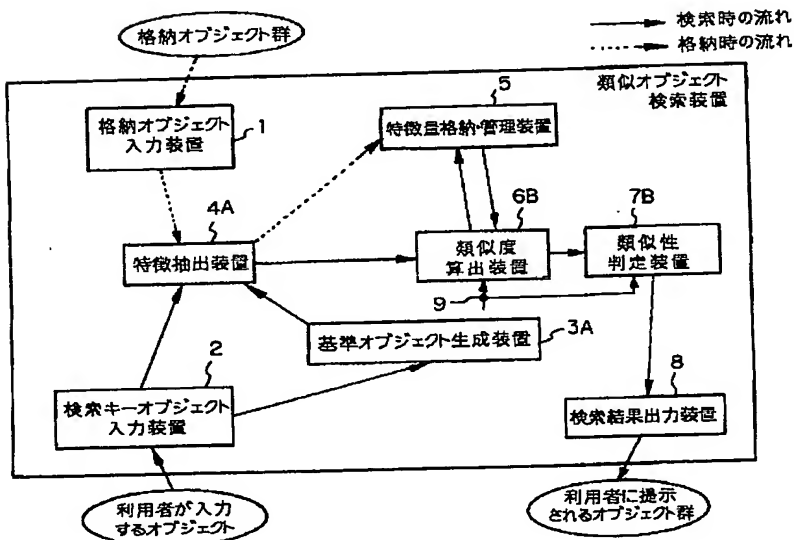 格納オブジェクト群
検索時の流れ
格納時の流れ
類似オブジェクト
検索装置
格納オブジェクト
入力装置
1
5
特徴量格納・管理装置
4A
特徴抽出装置
6B
類似度
算出装置
7B
類似性
判定装置
9
基準オブジェクト生成装置
3A
2
検索キーオブジェクト
入力装置
8
検索結果出力装置
利用者が入力
するオブジェクト
利用者に提示
されるオブジェクト群